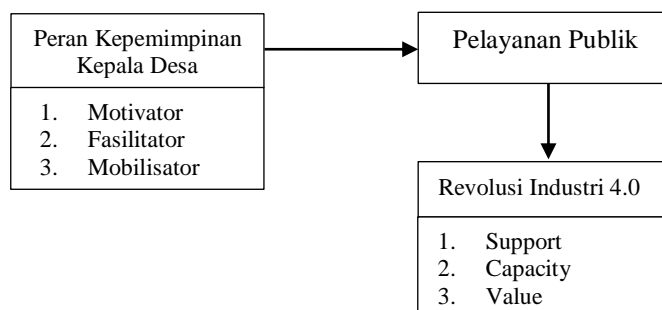 Peran Kepemimpinan
Kepala Desa
1. Motivator
2. Fasilitator
3. Mobilisator
Pelayanan Publik
Revolusi Industri 4.0
1. Support
2. Capacity
3. Value